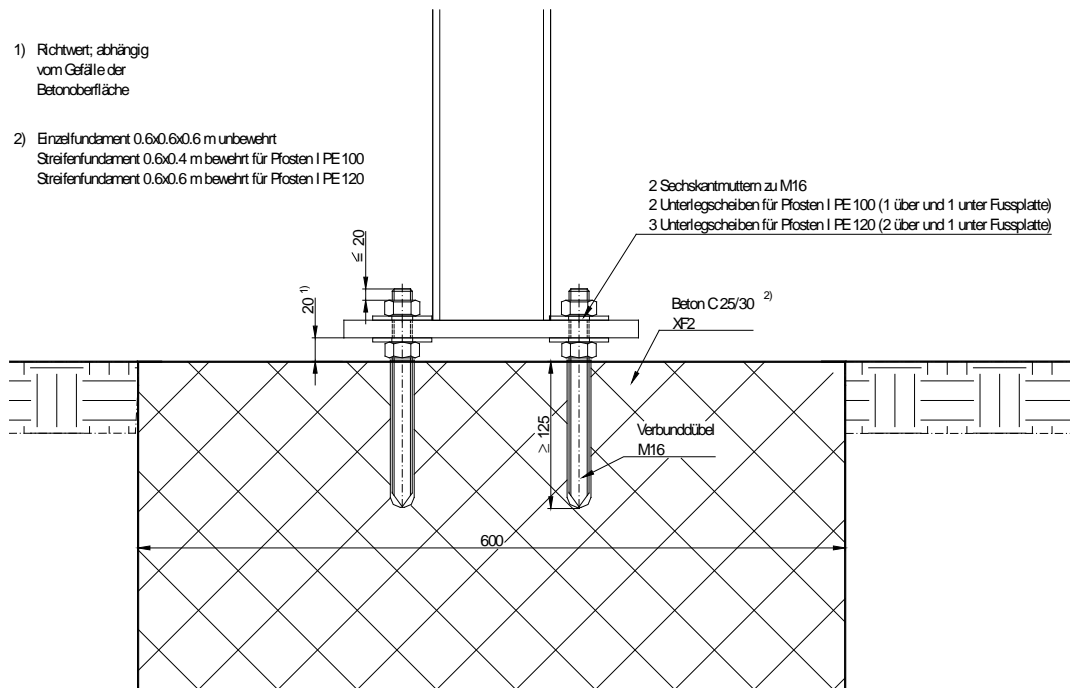 1) Richtwert; abhängig
vom Gefälle der
Betonoberfläche
2) Einzelfundament 0.6x0.6x0.6 m unbewehrt
Streifenfundament 0.6x0.4 m bewehrt für Pfosten I PE 100
Streifenfundament 0.6x0.6 m bewehrt für Pfosten I PE 120
2 Sechskantmuttern zu M16
2 Unterlegscheiben für Pfosten I PE 100 (1 über und 1 unter Fussplatte)
3 Unterlegscheiben für Pfosten I PE 120 (2 über und 1 unter Fussplatte)
≤ 20
20 1)
Beton C 25/30 2)
XF2
≥ 125
Verbunddübel
M16
600